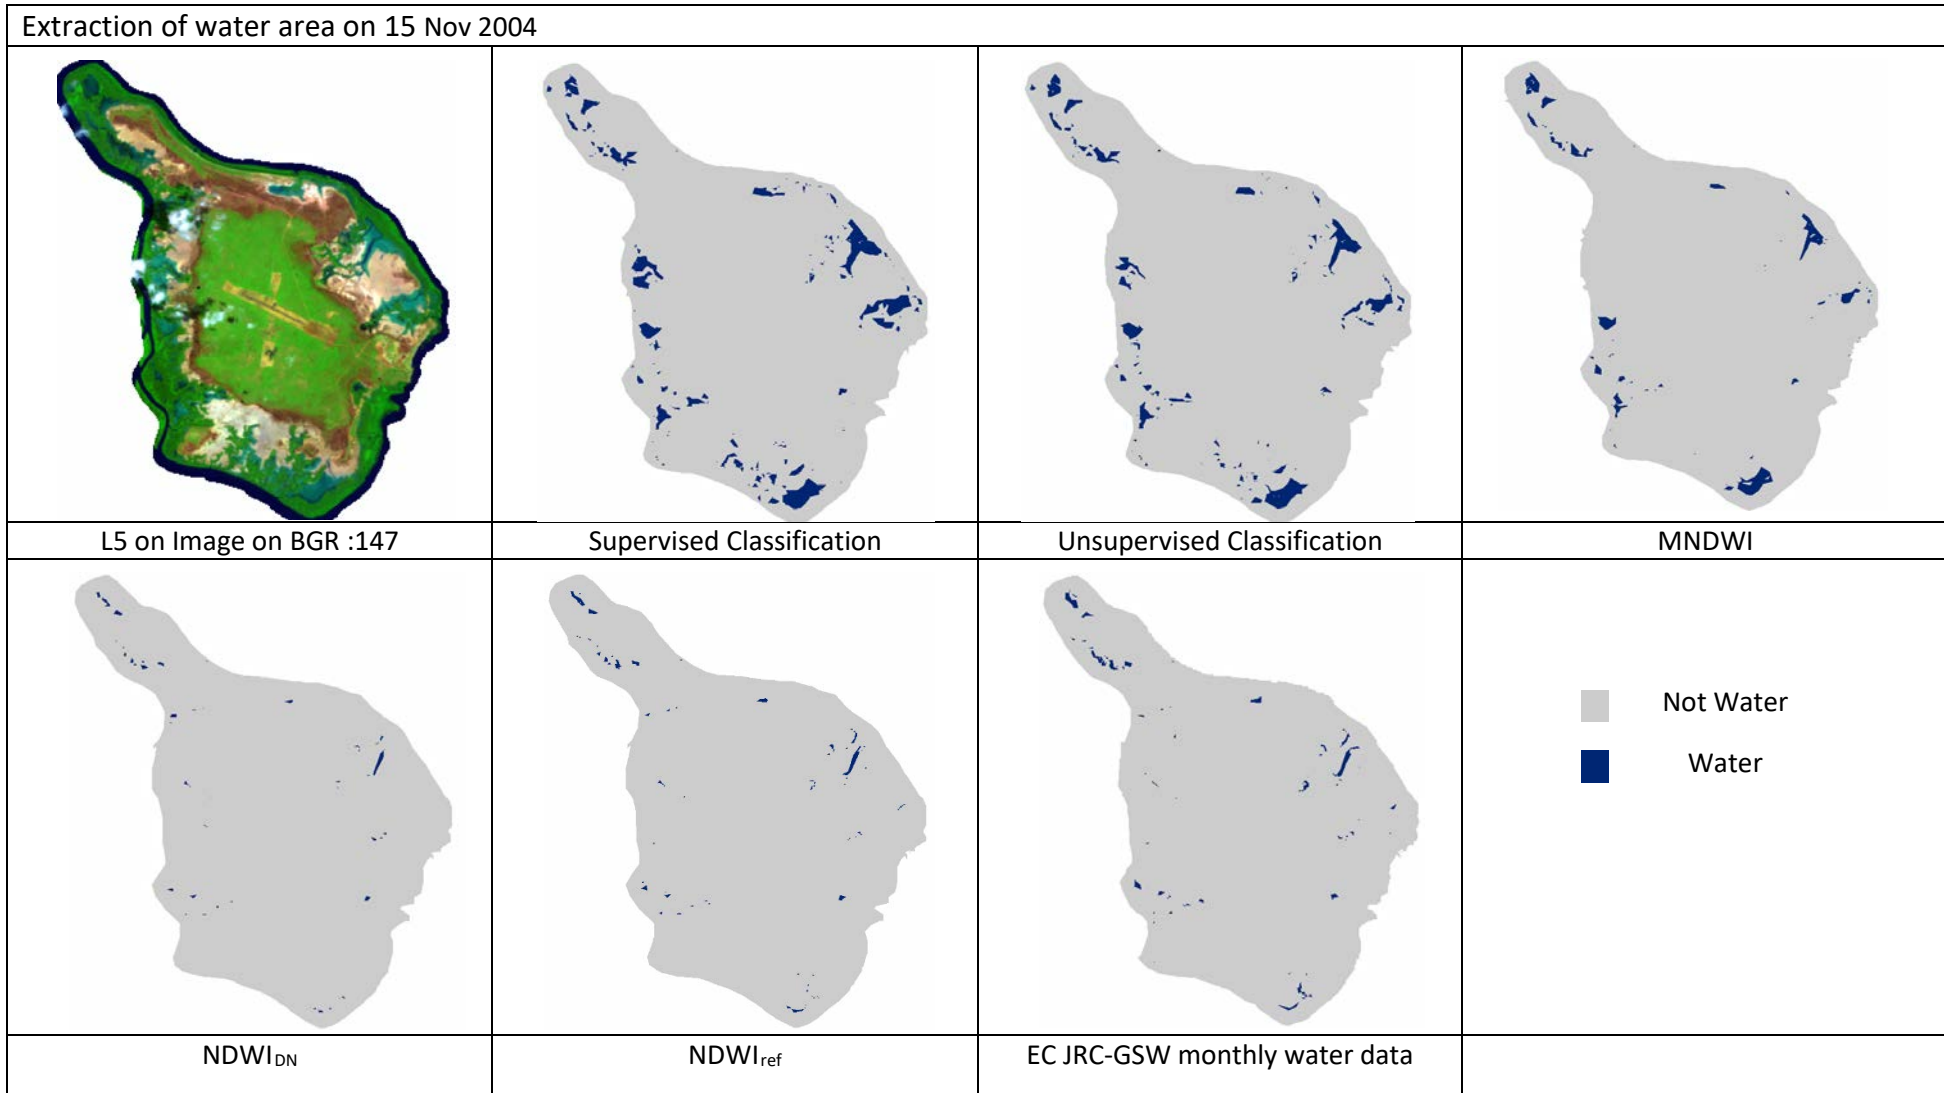 Extraction of water area on 15 Nov 2004
L5 on Image on BGR :147
Supervised Classification
Unsupervised Classification
MNDWI
Not Water
Water
NDWIDN
NDWIref
EC JRC-GSW monthly water data